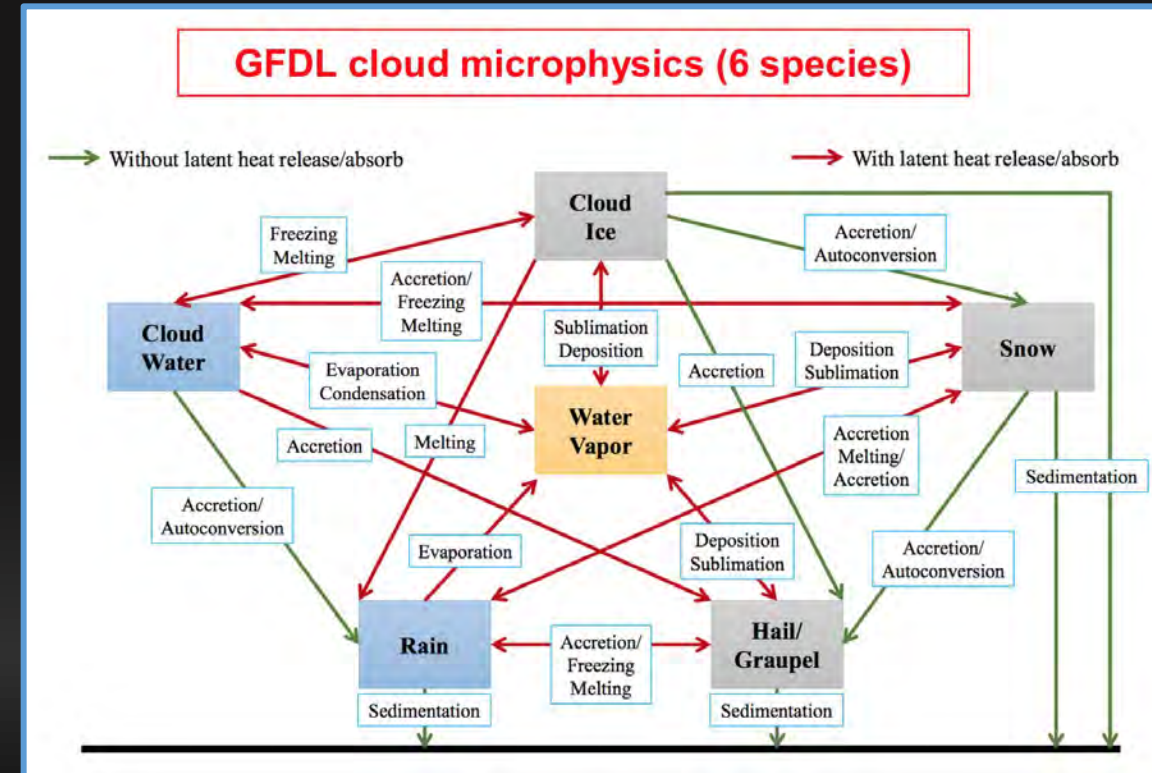 GFDL cloud microphysics (6 species)
Without latent heat release/absorb
With latent heat release/absorb
Cloud
Ice
Freezing
Melting
Accretion/
Autoconversion
Accretion/
Freezing
Melting
Cloud
Water
Sublimation
Deposition
Snow
Evaporation
Condensation
Accretion
Deposition
Sublimation
Water
Vapor
Accretion
Melting
Accretion
Melting/
Accretion
Sedimentation
Accretion/
Autoconversion
Evaporation
Deposition
Sublimation
Accretion/
Autoconversion
Rain
Accretion/
Freezing
Melting
Hail/
Graupel
Sedimentation
Sedimentation